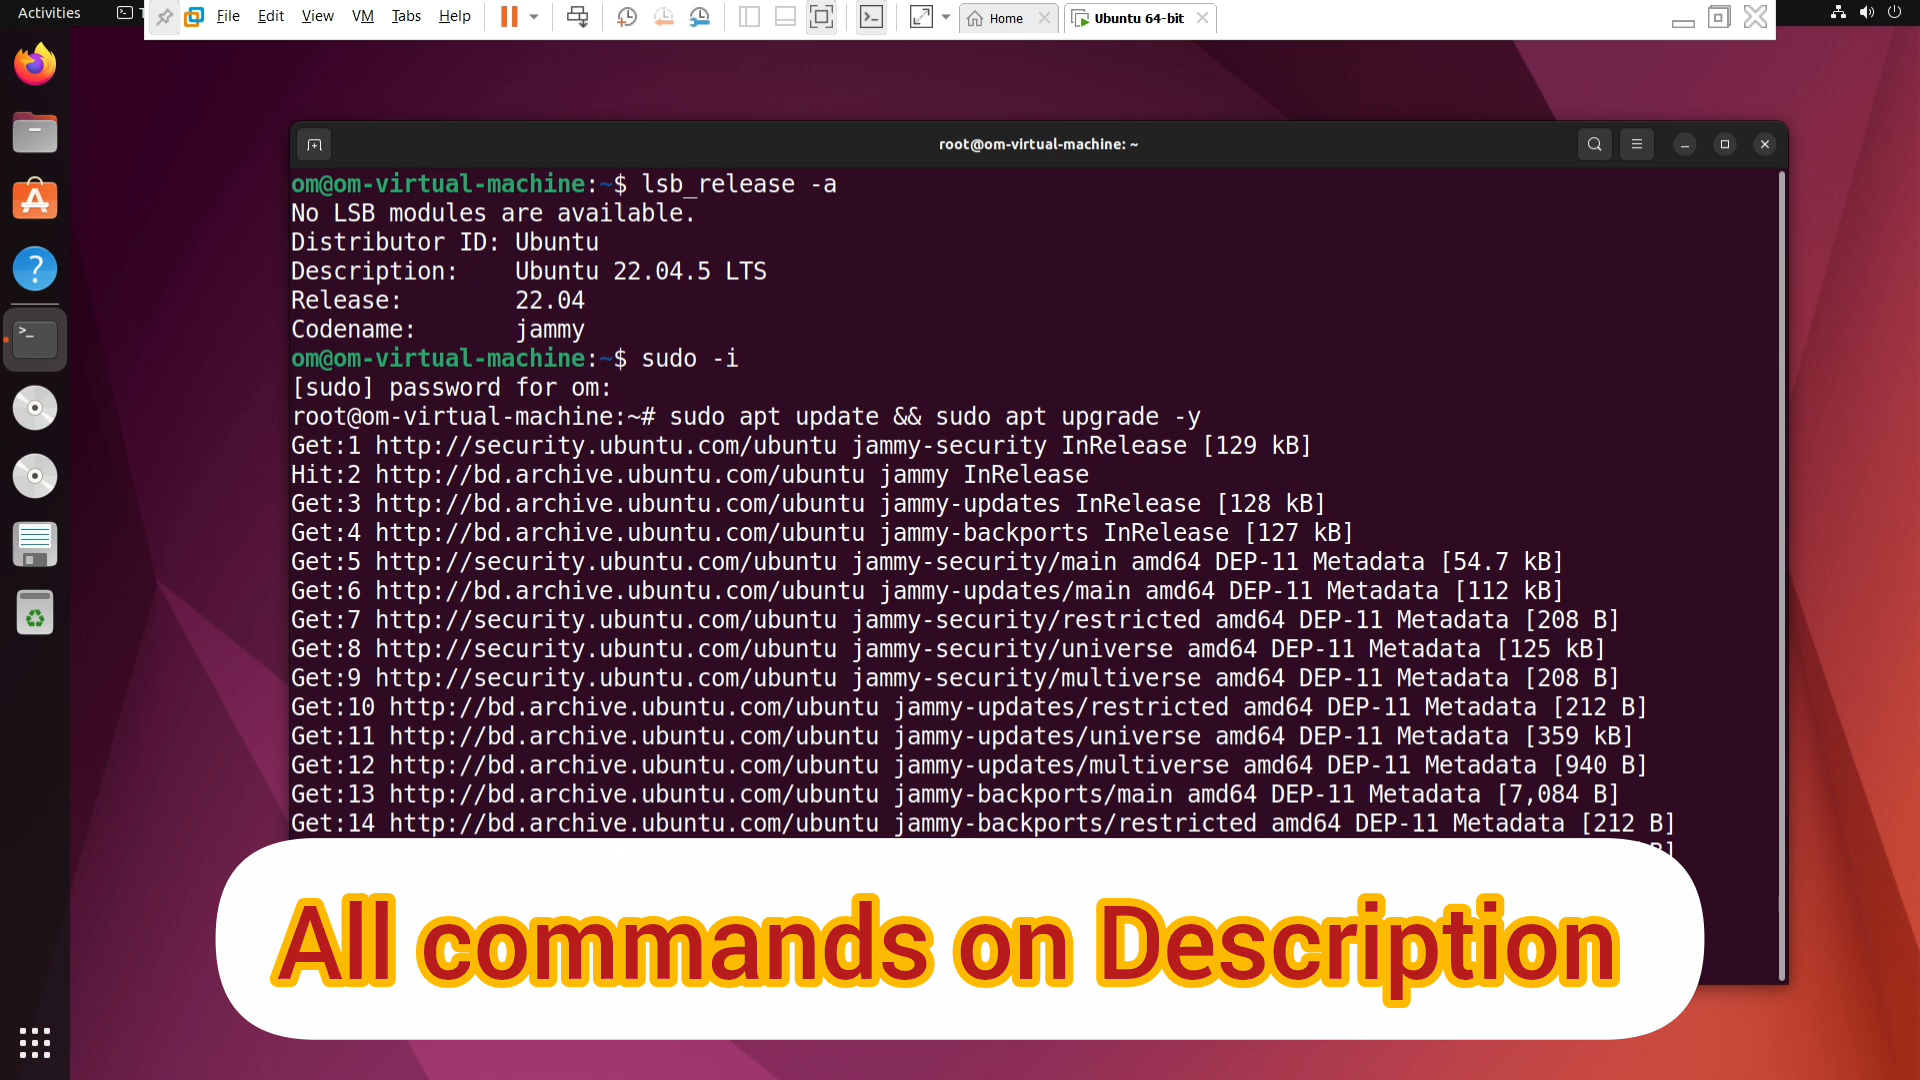 Activities
File Edit View VM Tabs Help Home Ubuntu 64-bit
root@om-virtual-machine: ~
om@om-virtual-machine:~$ lsb_release -a
No LSB modules are available.
Distributor ID: Ubuntu
Description:    Ubuntu 22.04.5 LTS
Release:        22.04
Codename:       jammy
om@om-virtual-machine:~$ sudo -i
[sudo] password for om:
root@om-virtual-machine:~# sudo apt update && sudo apt upgrade -y
Get:1 http://security.ubuntu.com/ubuntu jammy-security InRelease [129 kB]
Hit:2 http://bd.archive.ubuntu.com/ubuntu jammy InRelease
Get:3 http://bd.archive.ubuntu.com/ubuntu jammy-updates InRelease [128 kB]
Get:4 http://bd.archive.ubuntu.com/ubuntu jammy-backports InRelease [127 kB]
Get:5 http://security.ubuntu.com/ubuntu jammy-security/main amd64 DEP-11 Metadata [54.7 kB]
Get:6 http://bd.archive.ubuntu.com/ubuntu jammy-updates/main amd64 DEP-11 Metadata [112 kB]
Get:7 http://security.ubuntu.com/ubuntu jammy-security/restricted amd64 DEP-11 Metadata [208 B]
Get:8 http://security.ubuntu.com/ubuntu jammy-security/universe amd64 DEP-11 Metadata [125 kB]
Get:9 http://security.ubuntu.com/ubuntu jammy-security/multiverse amd64 DEP-11 Metadata [208 B]
Get:10 http://bd.archive.ubuntu.com/ubuntu jammy-updates/restricted amd64 DEP-11 Metadata [212 B]
Get:11 http://bd.archive.ubuntu.com/ubuntu jammy-updates/universe amd64 DEP-11 Metadata [359 kB]
Get:12 http://bd.archive.ubuntu.com/ubuntu jammy-updates/multiverse amd64 DEP-11 Metadata [940 B]
Get:13 http://bd.archive.ubuntu.com/ubuntu jammy-backports/main amd64 DEP-11 Metadata [7,084 B]
Get:14 http://bd.archive.ubuntu.com/ubuntu jammy-backports/restricted amd64 DEP-11 Metadata [212 B]
All commands on Description